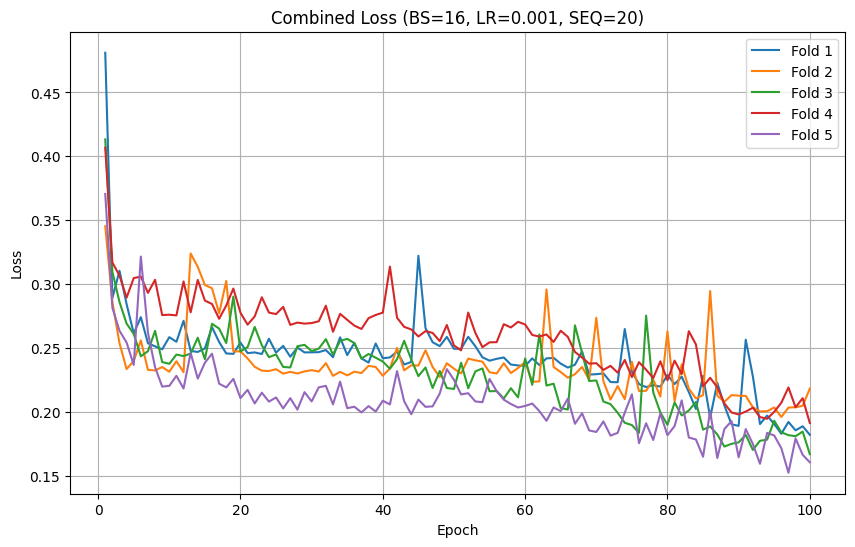 Combined Loss (BS=16, LR=0.001, SEQ=20)
Fold 1
Fold 2
Fold 3
Fold 4
Fold 5
Loss
0.45
0.40
0.35
0.30
0.25
0.20
0.15
0
20
40
60
80
100
Epoch